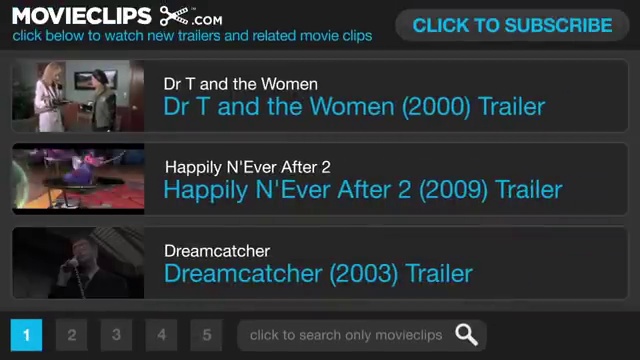 MOVIECLIPS .COM
click below to watch new trailers and related movie clips
CLICK TO SUBSCRIBE
Dr T and the Women
Dr T and the Women (2000) Trailer
Happily N'Ever After 2
Happily N'Ever After 2 (2009) Trailer
Dreamcatcher
Dreamcatcher (2003) Trailer
1 2 3 4 5 click to search only movieclips